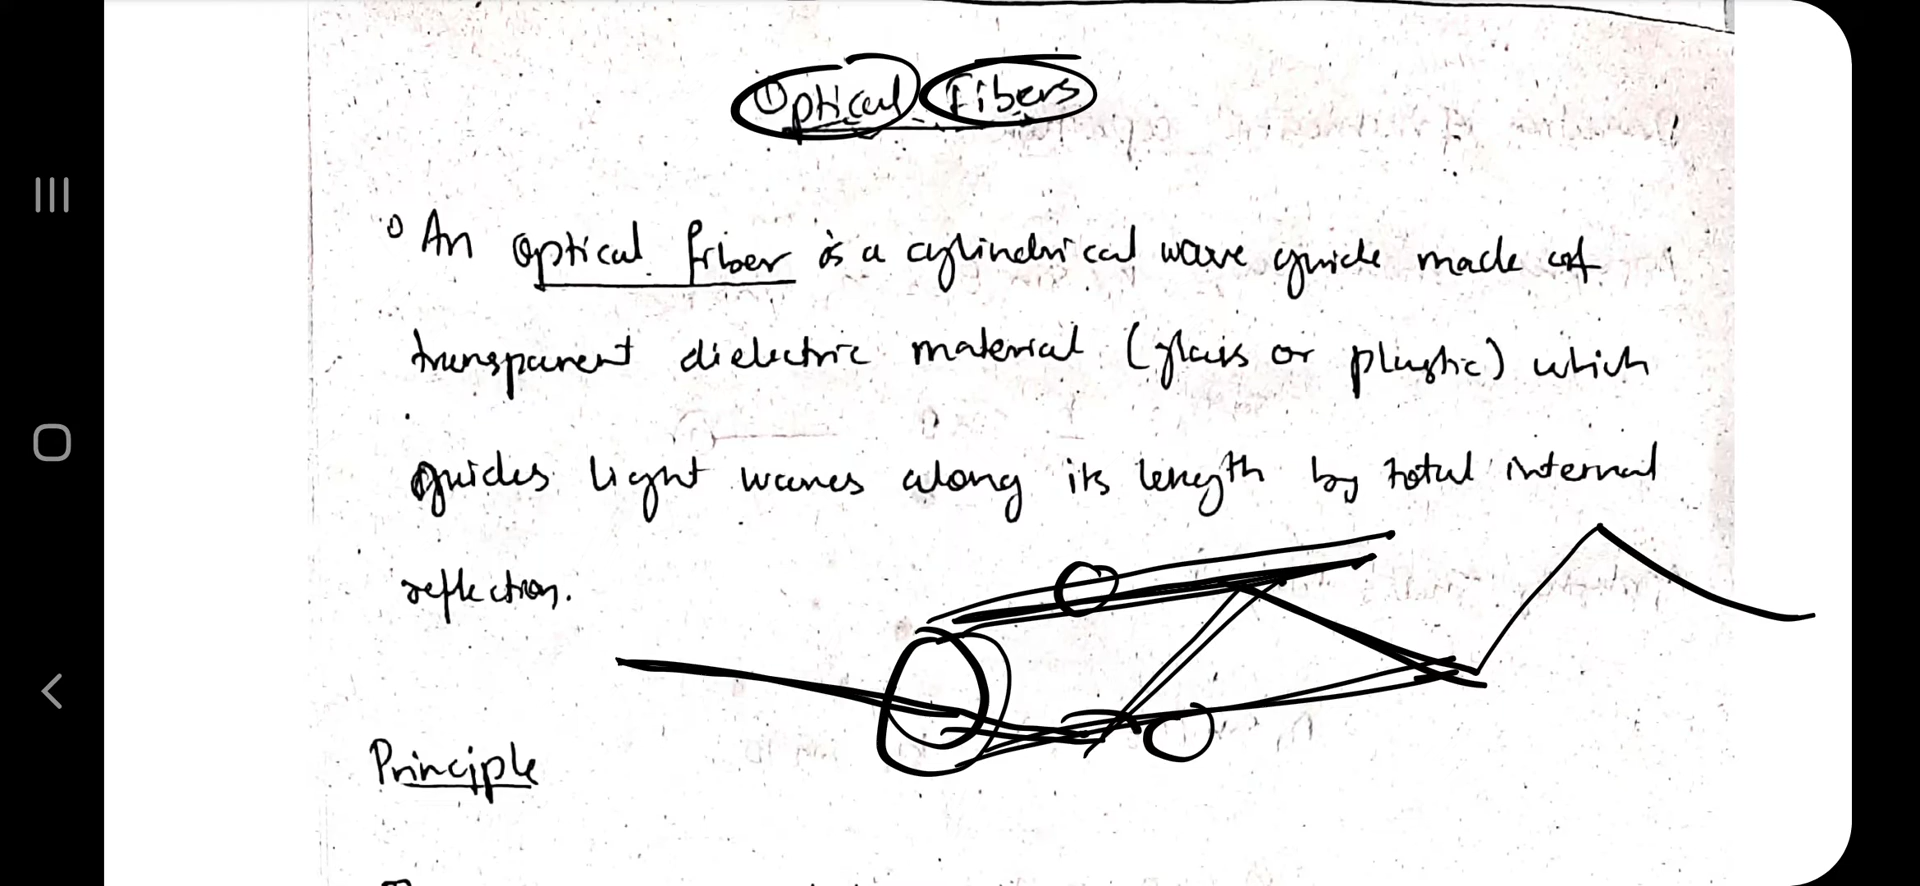 Optical Fibers
An optical fiber is a cylindrical wave guide made of
transparent dielectric material (glass or plastic) which
guides light waves along its length by total internal
reflection.
Principle